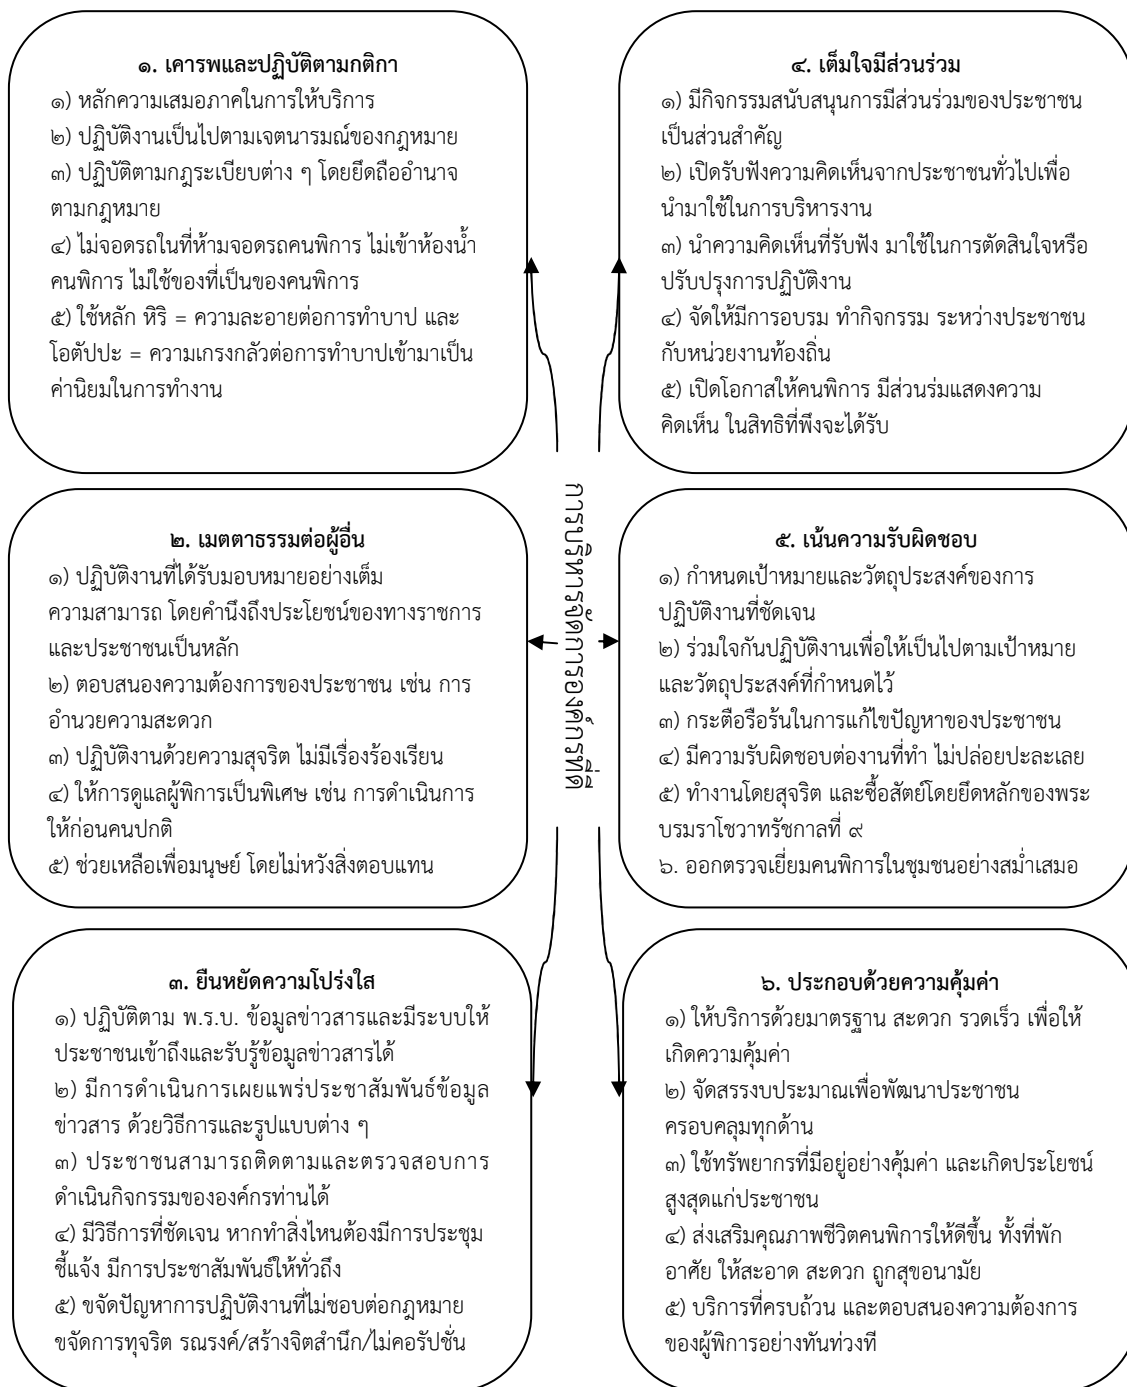 ๑. เคารพและปฏิบัติตามกติกา
๑) หลักความเสมอภาคในการให้บริการ
๒) ปฏิบัติงานเป็นไปตามเจตนารมณ์ของกฎหมาย
๓) ปฏิบัติตามกฎระเบียบต่าง ๆ โดยยึดถืออำนาจ
ตามกฎหมาย
๔) ไม่จอดรถในที่ห้ามจอดรถคนพิการ ไม่เข้าห้องน้ำ
คนพิการ ไม่ใช้ของที่เป็นของคนพิการ
๕) ใช้หลัก หิริ = ความละอายต่อการทำบาป และ
โอตัปปะ = ความเกรงกลัวต่อการทำบาปเข้ามาเป็น
ค่านิยมในการทำงาน
๒. เมตตาธรรมต่อผู้อื่น
๑) ปฏิบัติงานที่ได้รับมอบหมายอย่างเต็ม
ความสามารถ โดยคำนึงถึงประโยชน์ของทางราชการ
และประชาชนเป็นหลัก
๒) ตอบสนองความต้องการของประชาชน เช่น การ
อำนวยความสะดวก
๓) ปฏิบัติงานด้วยความสุจริต ไม่มีเรื่องร้องเรียน
๔) ให้การดูแลผู้พิการเป็นพิเศษ เช่น การดำเนินการ
ให้ก่อนคนปกติ
๕) ช่วยเหลือเพื่อมนุษย์ โดยไม่หวังสิ่งตอบแทน
๓. ยืนหยัดความโปร่งใส
๑) ปฏิบัติตาม พ.ร.บ. ข้อมูลข่าวสารและมีระบบให้
ประชาชนเข้าถึงและรับรู้ข้อมูลข่าวสารได้
๒) มีการดำเนินการเผยแพร่ประชาสัมพันธ์ข้อมูล
ข่าวสาร ด้วยวิธีการและรูปแบบต่าง ๆ
๓) ประชาชนสามารถติดตามและตรวจสอบการ
ดำเนินกิจกรรมขององค์กรท่านได้
๔) มีวิธีการที่ชัดเจน หากทำสิ่งไหนต้องมีการประชุม
ชี้แจ้ง มีการประชาสัมพันธ์ให้ทั่วถึง
๕) ขจัดปัญหาการปฏิบัติงานที่ไม่ชอบต่อกฎหมาย
ขจัดการทุจริต รณรงค์/สร้างจิตสำนึก/ไม่คอรัปชั่น
การบริหารจัดการองค์กรที่ดี
๔. เต็มใจมีส่วนร่วม
๑) มีกิจกรรมสนับสนุนการมีส่วนร่วมของประชาชน
เป็นส่วนสำคัญ
๒) เปิดรับฟังความคิดเห็นจากประชาชนทั่วไปเพื่อ
นำมาใช้ในการบริหารงาน
๓) นำความคิดเห็นที่รับฟัง มาใช้ในการตัดสินใจหรือ
ปรับปรุงการปฏิบัติงาน
๔) จัดให้มีการอบรม ทำกิจกรรม ระหว่างประชาชน
กับหน่วยงานท้องถิ่น
๕) เปิดโอกาสให้คนพิการ มีส่วนร่มแสดงความ
คิดเห็น ในสิทธิที่พึงจะได้รับ
๕. เน้นความรับผิดชอบ
๑) กำหนดเป้าหมายและวัตถุประสงค์ของการ
ปฏิบัติงานที่ชัดเจน
๒) ร่วมใจกันปฏิบัติงานเพื่อให้เป็นไปตามเป้าหมาย
และวัตถุประสงค์ที่กำหนดไว้
๓) กระตือรือร้นในการแก้ไขปัญหาของประชาชน
๔) มีความรับผิดชอบต่องานที่ทำ ไม่ปล่อยปะละเลย
๕) ทำงานโดยสุจริต และซื้อสัตย์โดยยึดหลักของพระ
บรมราโชวาทรัชกาลที่ ๙
๖. ออกตรวจเยี่ยมคนพิการในชุมชนอย่างสม่ำเสมอ
๖. ประกอบด้วยความคุ้มค่า
๑) ให้บริการด้วยมาตรฐาน สะดวก รวดเร็ว เพื่อให้
เกิดความคุ้มค่า
๒) จัดสรรงบประมาณเพื่อพัฒนาประชาชน
ครอบคลุมทุกด้าน
๓) ใช้ทรัพยากรที่มีอยู่อย่างคุ้มค่า และเกิดประโยชน์
สูงสุดแก่ประชาชน
๔) ส่งเสริมคุณภาพชีวิตคนพิการให้ดีขึ้น ทั้งที่พัก
อาศัย ให้สะอาด สะดวก ถูกสุขอนามัย
๕) บริการที่ครบถ้วน และตอบสนองความต้องการ
ของผู้พิการอย่างทันท่วงที